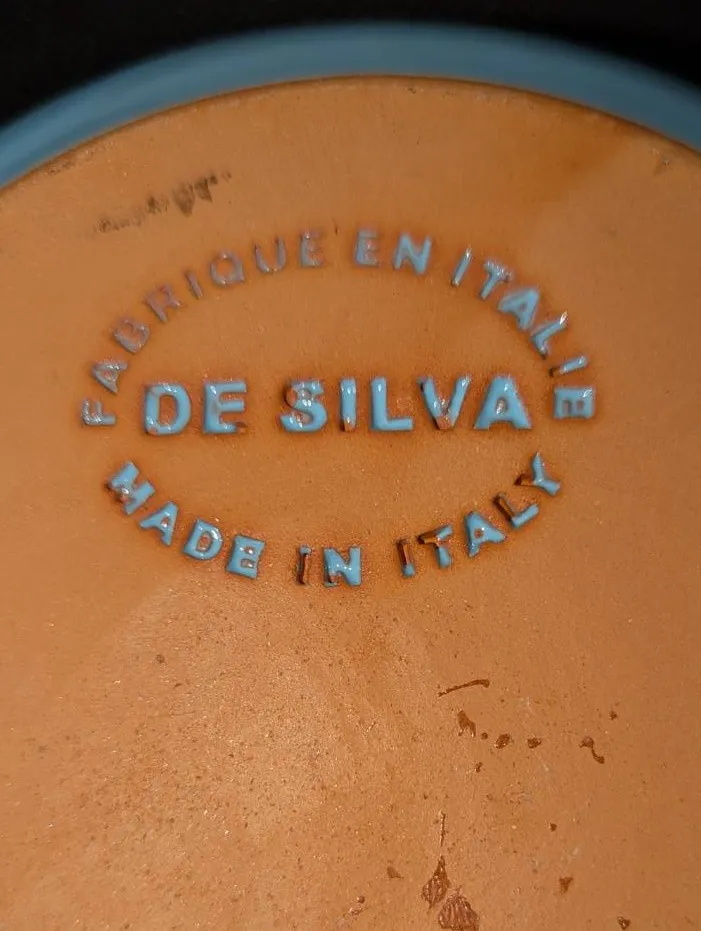 FABRIQUE EN ITALIE
DE SILVA
MADE IN ITALY